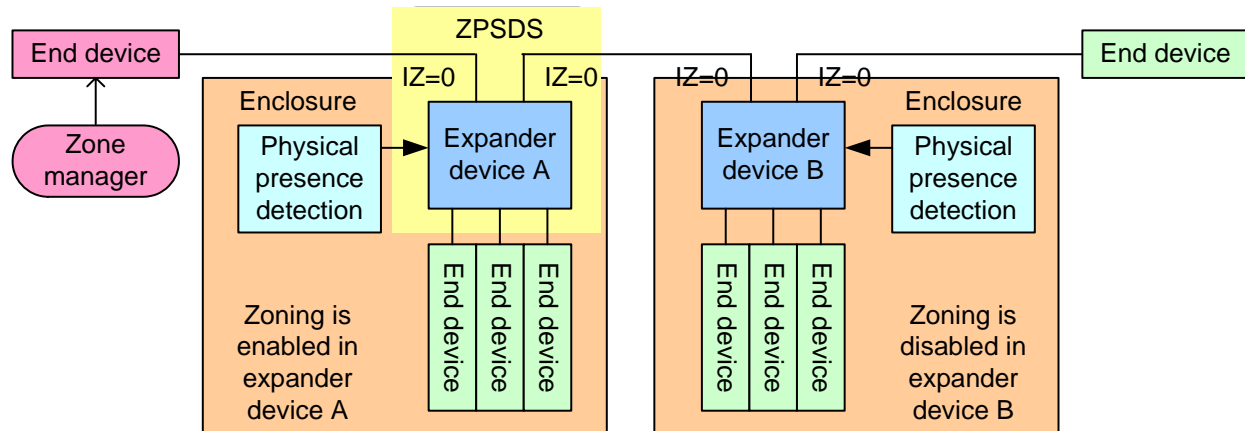 ZPSDS
End device
End device
IZ=0
IZ=0
IZ=0
IZ=0
Enclosure
Enclosure
Zone
manager
Physical
presence
detection
Expander
device A
Expander
device B
Physical
presence
detection
End device
End device
End device
End device
End device
End device
Zoning is
enabled in
expander
device A
Zoning is
disabled in
expander
device B